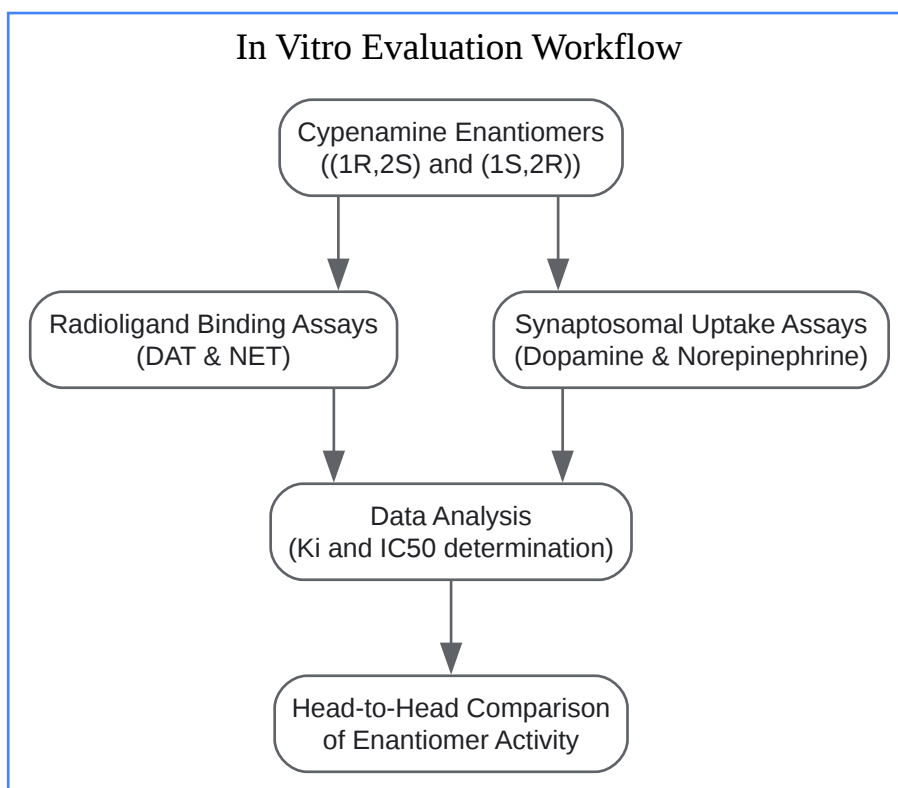 In Vitro Evaluation Workflow
Cypenamine Enantiomers
((1R,2S) and (1S,2R))
Radioligand Binding Assays
(DAT & NET)
Synaptosomal Uptake Assays
(Dopamine & Norepinephrine)
Data Analysis
(Ki and IC50 determination)
Head-to-Head Comparison
of Enantiomer Activity